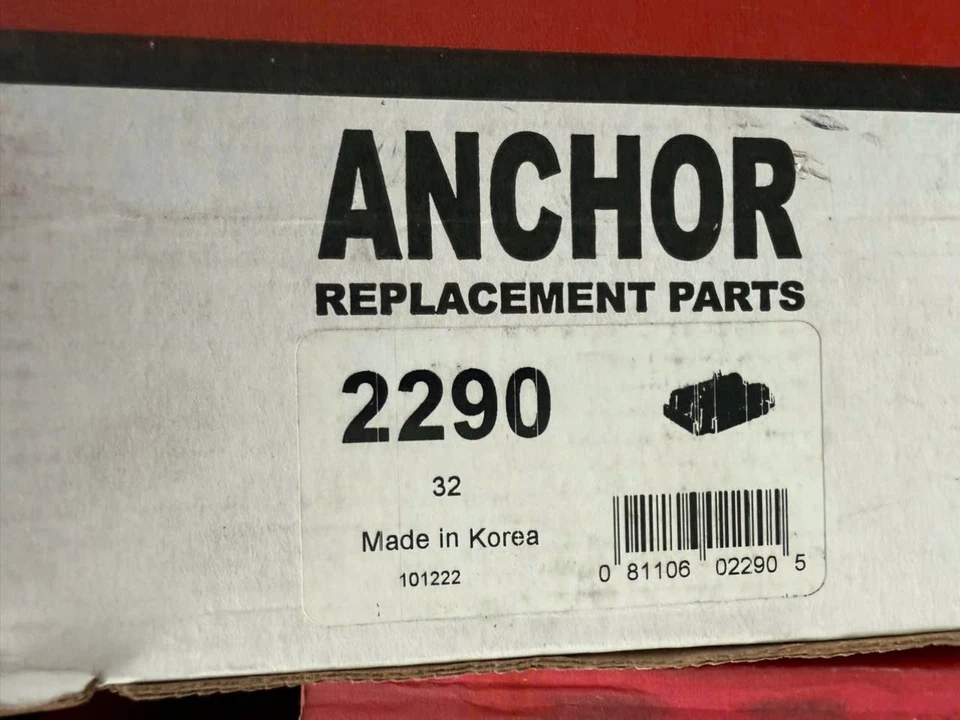 ANCHOR
REPLACEMENT PARTS
2290
32
Made in Korea
101222
0 81106 02290 5